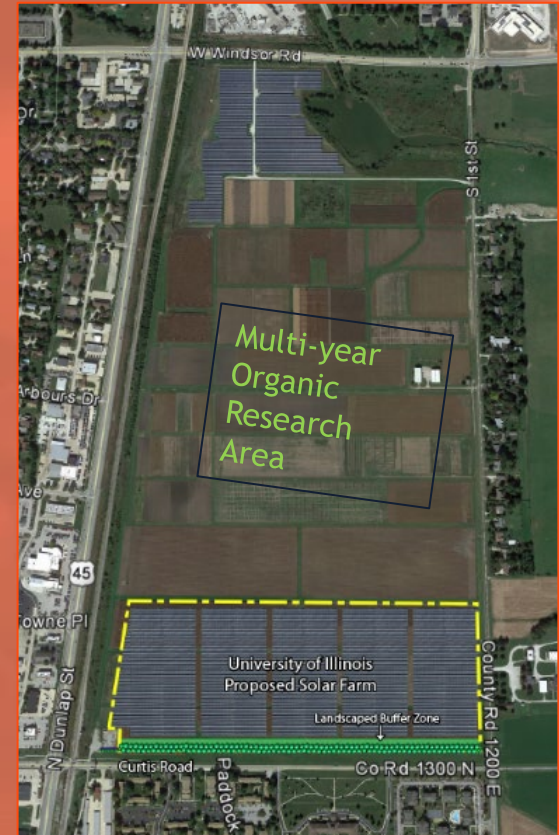 W Windsor Rd
S 1st St
Multi-year
Organic
Research
Area
Arbours Dr
Ave
45
Towne Pl
University of Illinois
Proposed Solar Farm
Landscaped Buffer Zone
N Dunlap St
County Rd 1200 E
Curtis Road
Paddock
Co Rd 1300 N